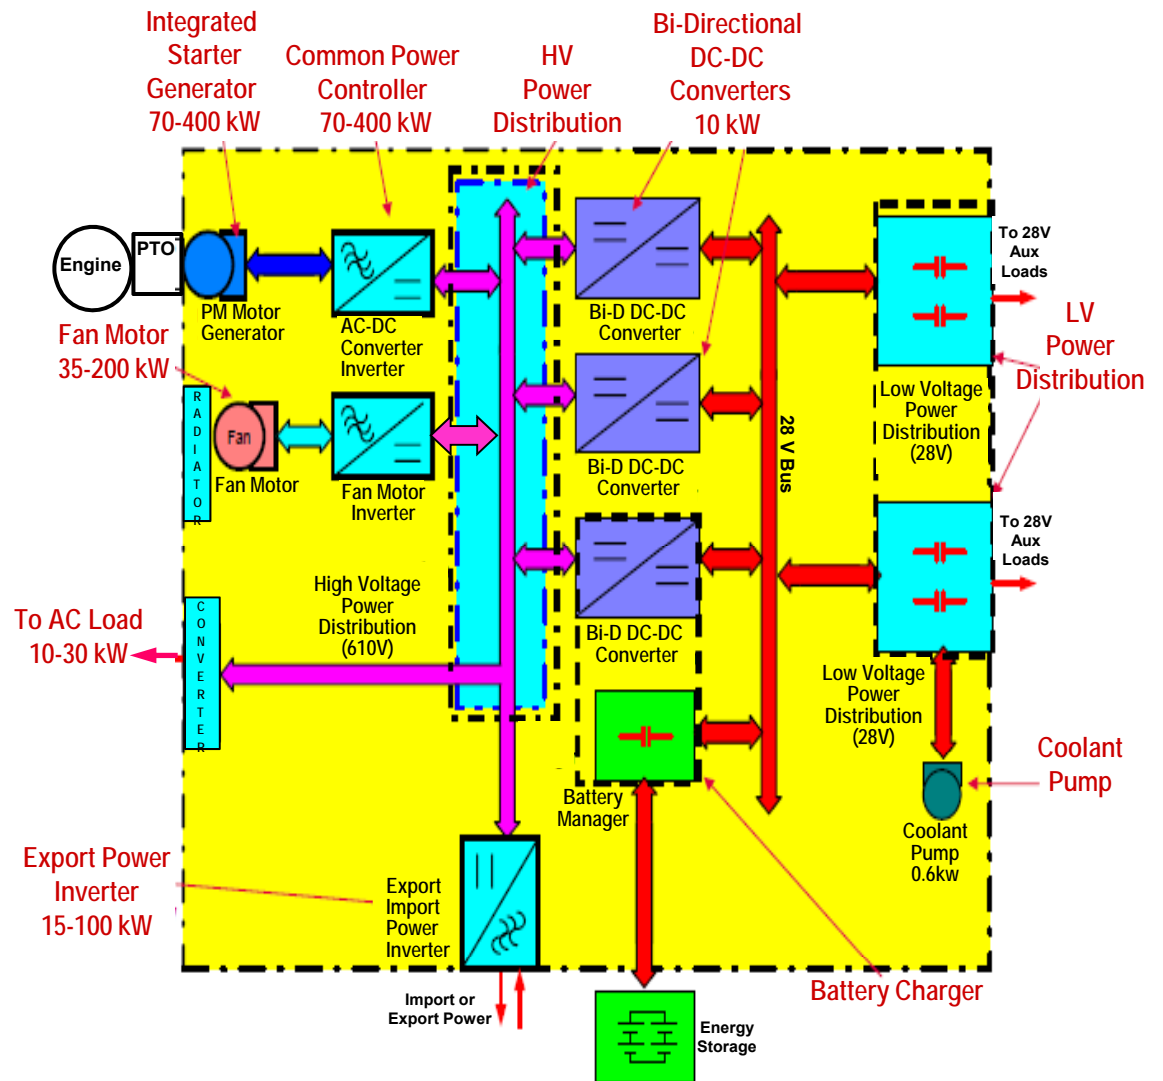 Integrated
Starter
Generator
70-400 kW
Common Power
Controller
70-400 kW
HV
Power
Distribution
Bi-Directional
DC-DC
Converters
10 kW
Engine
PTO
PM Motor
Generator
AC-DC
Converter
Inverter
Bi-D DC-DC
Converter
To 28V
Aux
Loads
Fan Motor
35-200 kW
LV
Power
Distribution
RADIATOR
Fan
Fan Motor
Fan Motor
Inverter
Bi-D DC-DC
Converter
28 V Bus
Low Voltage
Power
Distribution
(28V)
To 28V
Aux
Loads
High Voltage
Power
Distribution
(610V)
Bi-D DC-DC
Converter
To AC Load
10-30 kW
CONVERTER
Low Voltage
Power
Distribution
(28V)
Battery
Manager
Coolant
Pump
Coolant
Pump
0.6kw
Export Power
Inverter
15-100 kW
Export
Import
Power
Inverter
Battery Charger
Import or
Export Power
Energy
Storage